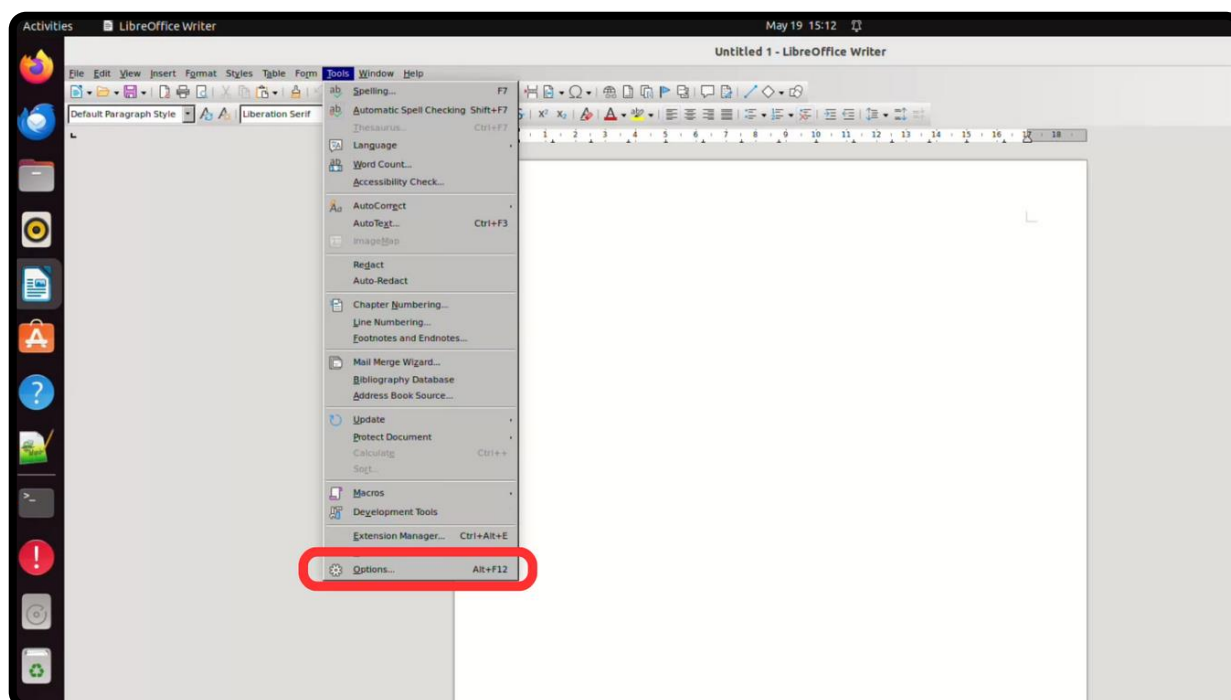 Activities LibreOffice Writer May 19 15:12
Untitled 1 - LibreOffice Writer
File Edit View Insert Format Styles Table Form Tools Window Help
Default Paragraph Style Liberation Serif
1 2 3 4 5 6 7 8 9 10 11 12 13 14 15 16 17 18
Spelling... F7
Automatic Spell Checking Shift+F7
Thesaurus... Ctrl+F7
Language
Word Count...
Accessibility Check...
AutoCorrect
AutoText... Ctrl+F3
ImageMap
Redact
Auto-Redact
Chapter Numbering...
Line Numbering...
Footnotes and Endnotes...
Mail Merge Wizard...
Bibliography Database
Address Book Source...
Update
Protect Document
Calculate Ctrl++
Sort...
Macros
Development Tools
Extension Manager... Ctrl+Alt+E
Options... Alt+F12